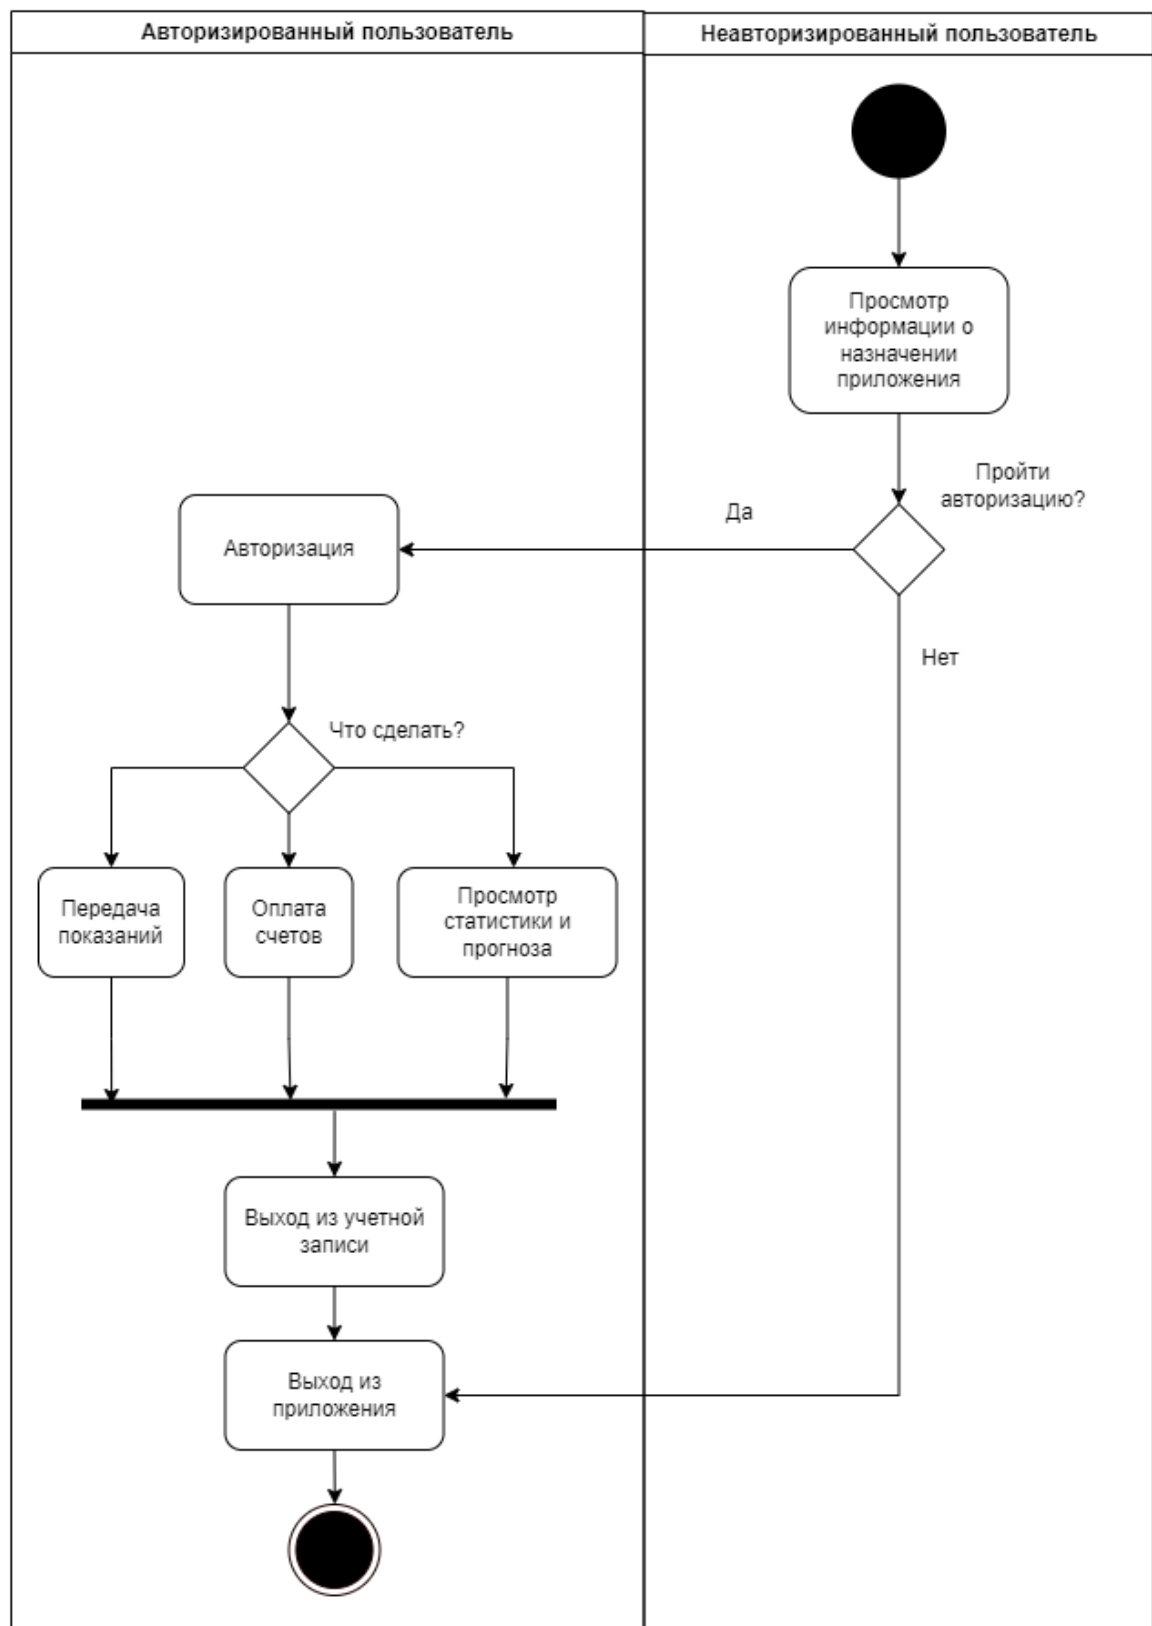 Авторизированный пользователь
Неавторизированный пользователь
Просмотр
информации о
назначении
приложения
Пройти
авторизацию?
Да
Авторизация
Нет
Что сделать?
Передача
показаний
Оплата
счетов
Просмотр
статистики и
прогноза
Выход из учетной
записи
Выход из
приложения